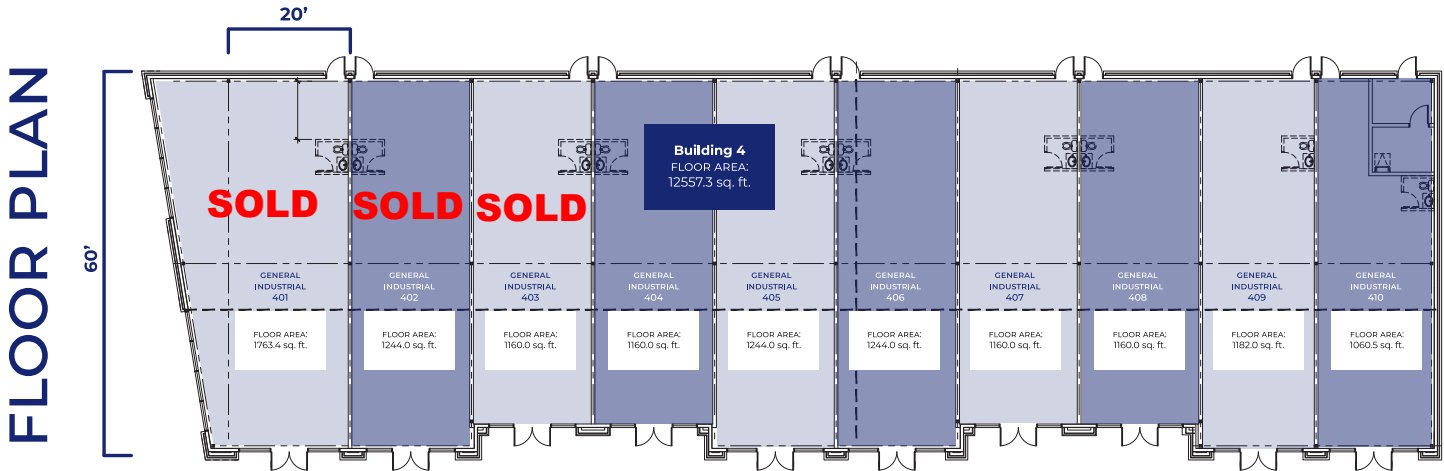 FLOOR PLAN
20’
60’
Building 4
FLOOR AREA:
12557.3 sq. ft.
SOLD
SOLD
SOLD
GENERAL
INDUSTRIAL
401
FLOOR AREA:
1763.4 sq. ft.
GENERAL
INDUSTRIAL
402
FLOOR AREA:
1244.0 sq. ft.
GENERAL
INDUSTRIAL
403
FLOOR AREA:
1160.0 sq. ft.
GENERAL
INDUSTRIAL
404
FLOOR AREA:
1160.0 sq. ft.
GENERAL
INDUSTRIAL
405
FLOOR AREA:
1244.0 sq. ft.
GENERAL
INDUSTRIAL
406
FLOOR AREA:
1244.0 sq. ft.
GENERAL
INDUSTRIAL
407
FLOOR AREA:
1160.0 sq. ft.
GENERAL
INDUSTRIAL
408
FLOOR AREA:
1160.0 sq. ft.
GENERAL
INDUSTRIAL
409
FLOOR AREA:
1182.0 sq. ft.
GENERAL
INDUSTRIAL
410
FLOOR AREA:
1060.5 sq. ft.